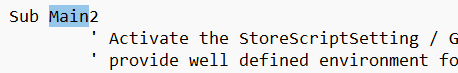 Sub Main2
' Activate the StoreScriptSetting / G
' provide well defined environment fo